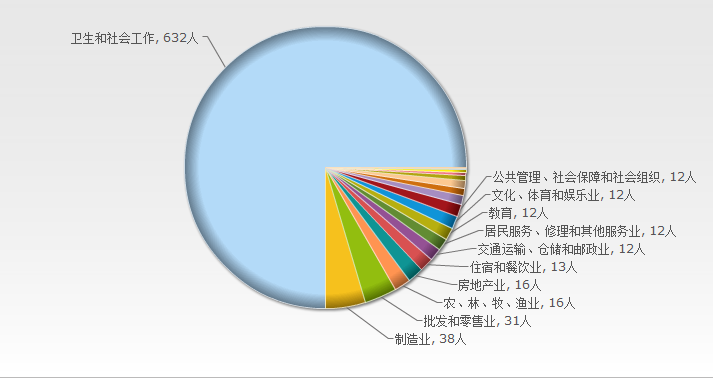 卫生和社会工作, 632人
公共管理、社会保障和社会组织, 12人
文化、体育和娱乐业, 12人
教育, 12人
居民服务、修理和其他服务业, 12人
交通运输、仓储和邮政业, 12人
住宿和餐饮业, 13人
房地产业, 16人
农、林、牧、渔业, 16人
批发和零售业, 31人
制造业, 38人